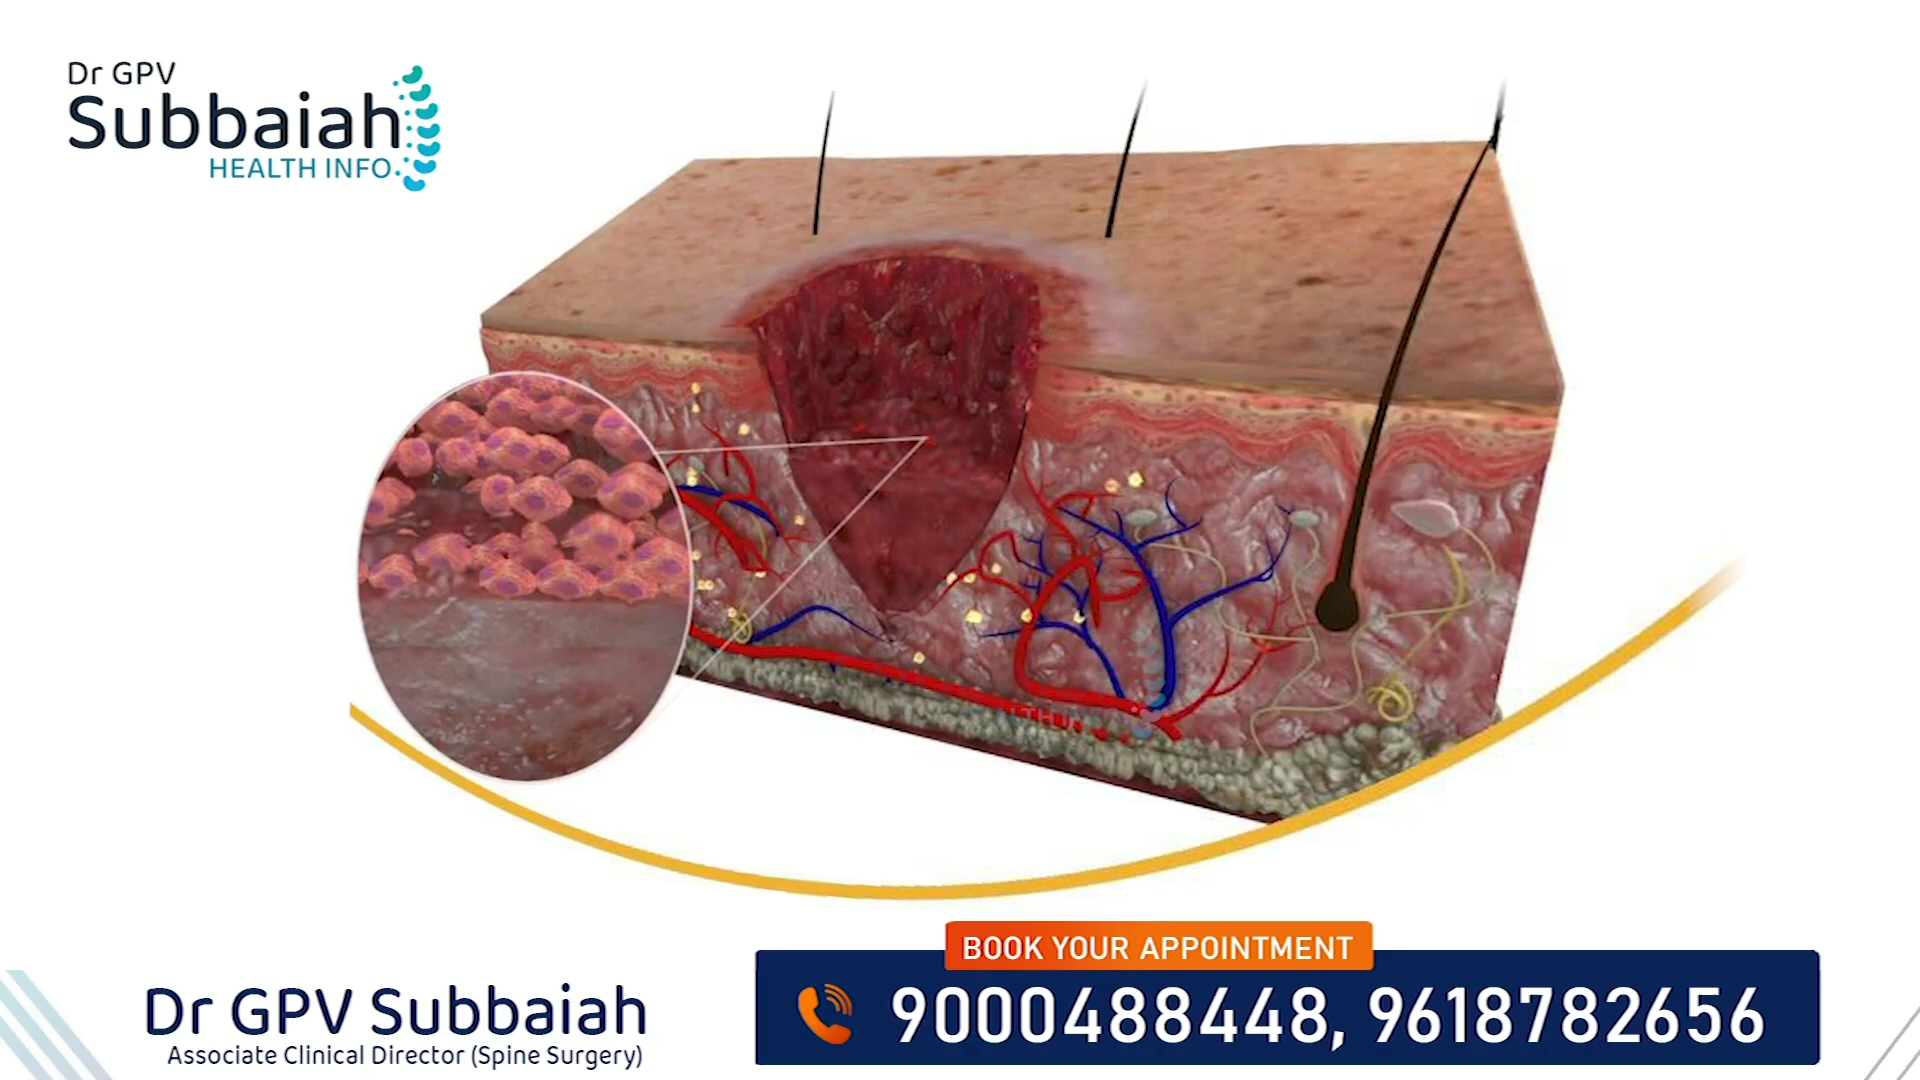 Dr GPV
Subbaiah
HEALTH INFO
BOOK YOUR APPOINTMENT
9000488448, 9618782656
Dr GPV Subbaiah
Associate Clinical Director (Spine Surgery)